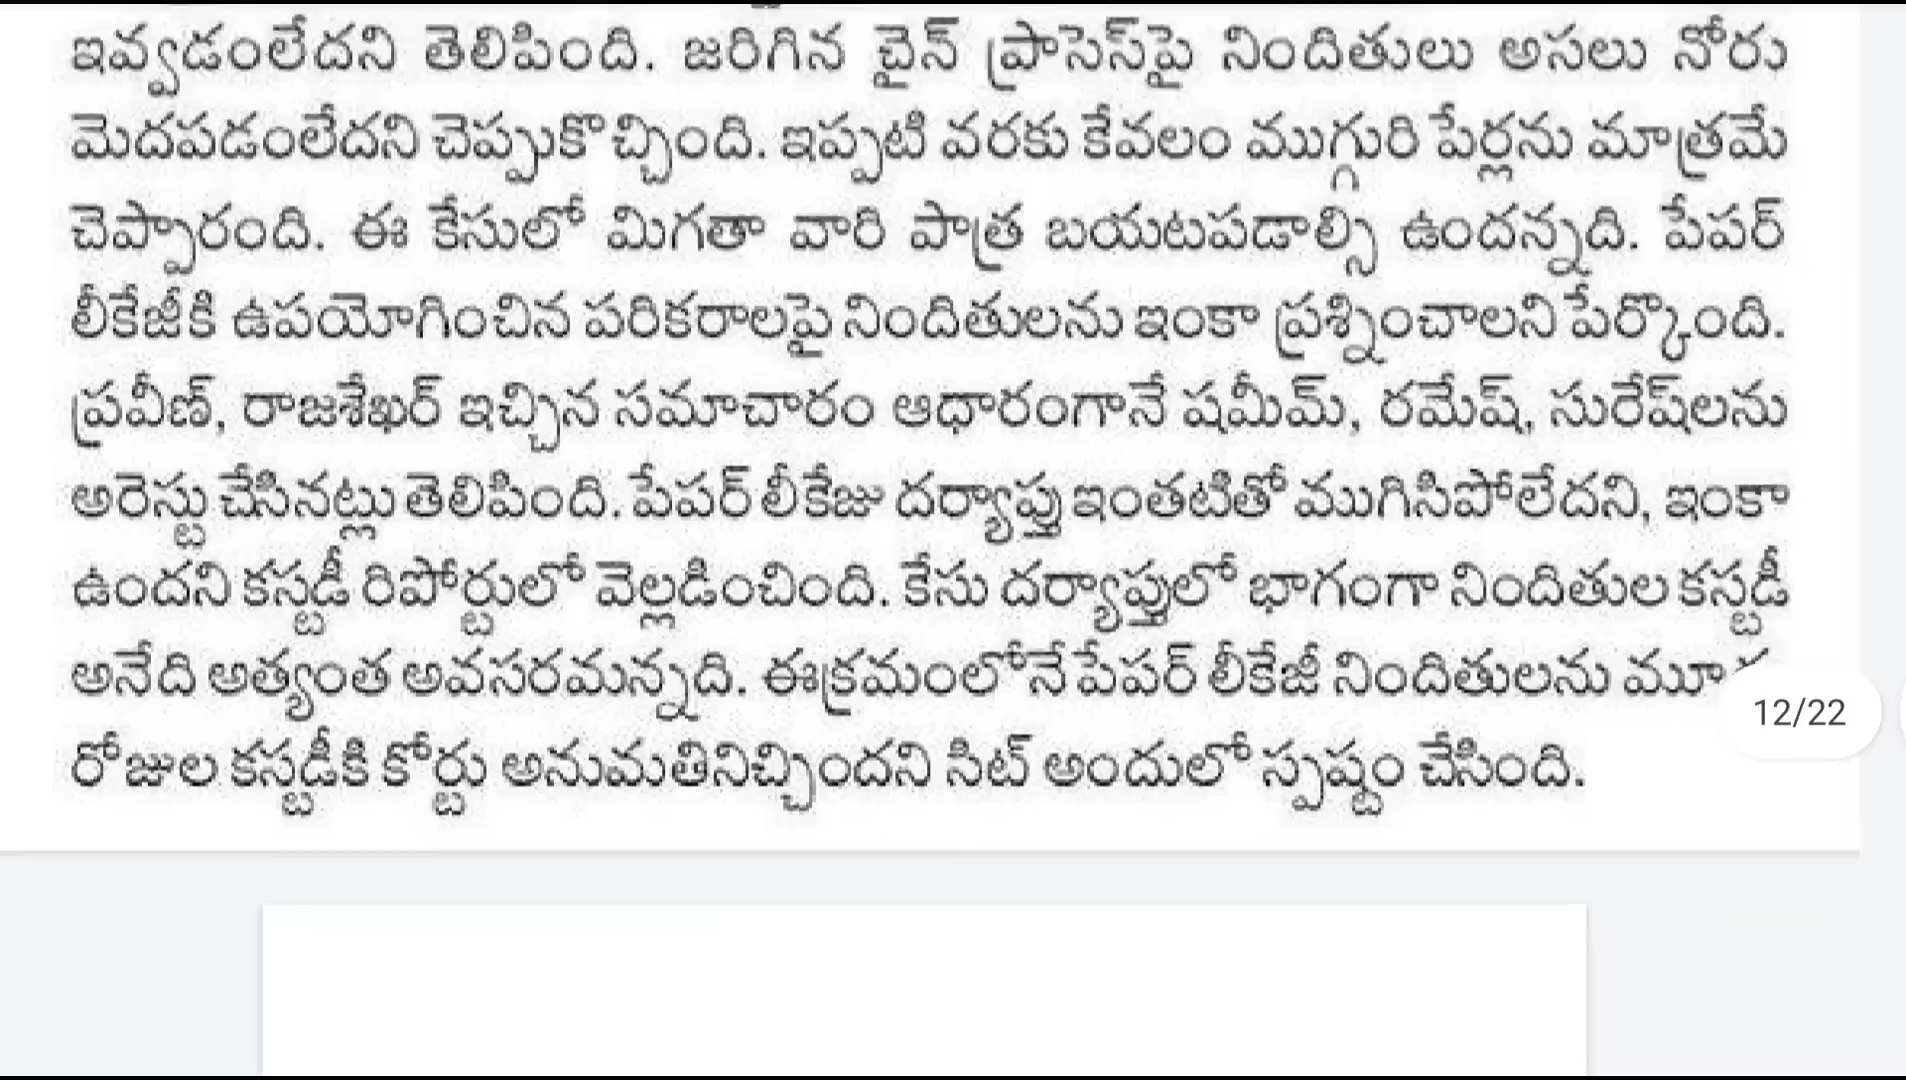 ఇవ్వడంలేదని తెలిపింది. జరిగిన చైన్ ప్రాసెస్‌పై నిందితులు అసలు నోరు
మెదపడంలేదని చెప్పుకొచ్చింది. ఇప్పటి వరకు కేవలం ముగ్గురి పేర్లను మాత్రమే
చెప్పారంది. ఈ కేసులో మిగతా వారి పాత్ర బయటపడాల్సి ఉందన్నది. పేపర్
లీకేజీకి ఉపయోగించిన పరికరాలపై నిందితులను ఇంకా ప్రశ్నించాలని పేర్కొంది.
ప్రవీణ్, రాజశేఖర్ ఇచ్చిన సమాచారం ఆధారంగానే షమీమ్, రమేష్, సురేష్‌లను
అరెస్టు చేసినట్లు తెలిపింది. పేపర్ లీకేజు దర్యాప్తు ఇంతటితో ముగిసిపోలేదని, ఇంకా
ఉందని కస్టడీ రిపోర్టులో వెల్లడించింది. కేసు దర్యాప్తులో భాగంగా నిందితుల కస్టడీ
అనేది అత్యంత అవసరమన్నది. ఈక్రమంలోనే పేపర్ లీకేజీ నిందితులను
12/22
రోజుల కస్టడీకి కోర్టు అనుమతినిచ్చిందని సిట్ అందులో స్పష్టం చేసింది.